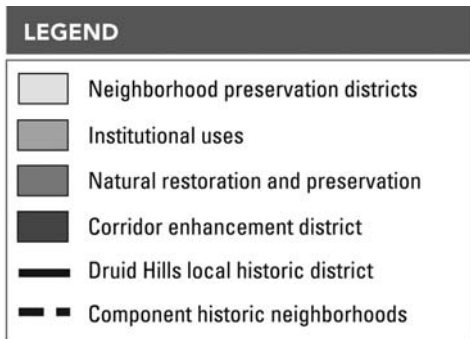 LEGEND
Neighborhood preservation districts
Institutional uses
Natural restoration and preservation
Corridor enhancement district
Druid Hills local historic district
Component historic neighborhoods